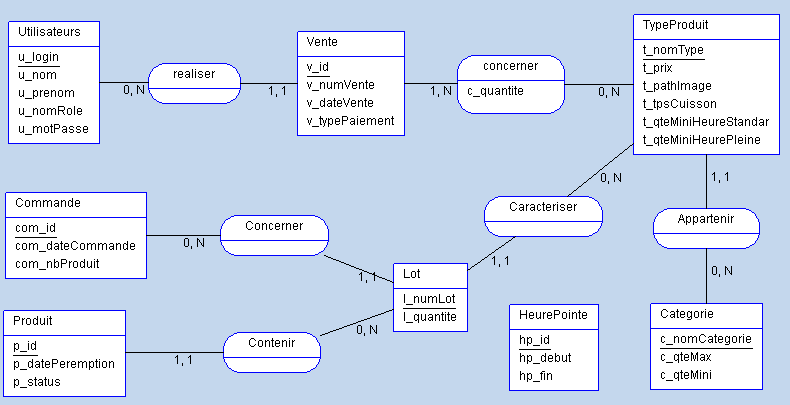 Utilisateurs
u_login
u_nom
u_prenom
u_nomRole
u_motPasse
0, N
realiser
1, 1
Vente
v_id
v_numVente
v_dateVente
v_typePaiement
1, N
concerner
c_quantite
0, N
TypeProduit
t_nomType
t_prix
t_pathImage
t_tpsCuisson
t_qteMiniHeureStandar
t_qteMiniHeurePleine
0, N
1, 1
Caracteriser
1, 1
Appartenir
0, N
Commande
com_id
com_dateCommande
com_nbProduit
0, N
Concerner
1, 1
Lot
l_numLot
l_quantite
0, N
Produit
p_id
p_datePeremption
p_status
1, 1
Contenir
HeurePointe
hp_id
hp_debut
hp_fin
Categorie
c_nomCategorie
c_qteMax
c_qteMini